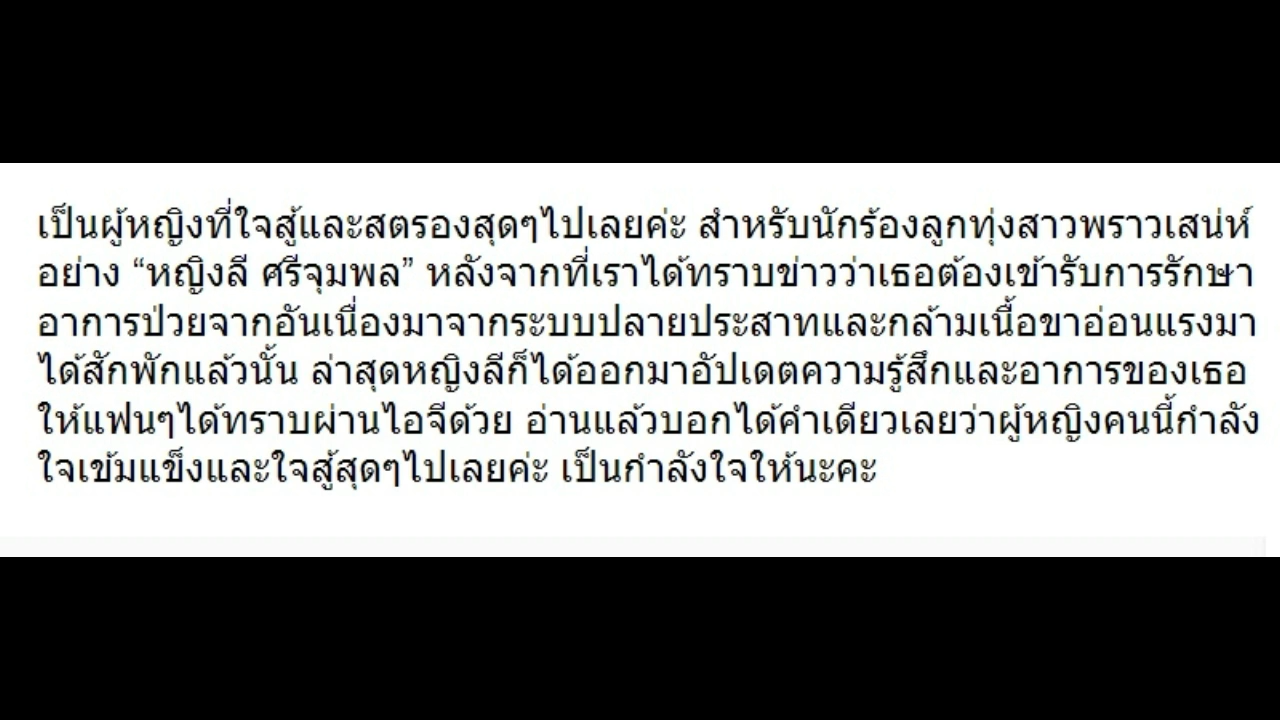 เป็นผู้หญิงที่ใจสู้และสตรองสุดๆไปเลยค่ะ สำหรับนักร้องลูกทุ่งสาวพราวเสน่ห์
อย่าง “หญิงลี ศรีจุมพล” หลังจากที่เราได้ทราบข่าวว่าเธอต้องเข้ารับการรักษา
อาการป่วยจากอันเนื่องมาจากระบบปลายประสาทและกล้ามเนื้อขาอ่อนแรงมา
ได้สักพักแล้วนั้น ล่าสุดหญิงลีก็ได้ออกมาอัปเดตความรู้สึกและอาการของเธอ
ให้แฟนๆได้ทราบผ่านไอจีด้วย อ่านแล้วบอกได้คำเดียวเลยว่าผู้หญิงคนนี้กำลัง
ใจเข้มแข็งและใจสู้สุดๆไปเลยค่ะ เป็นกำลังใจให้นะคะ